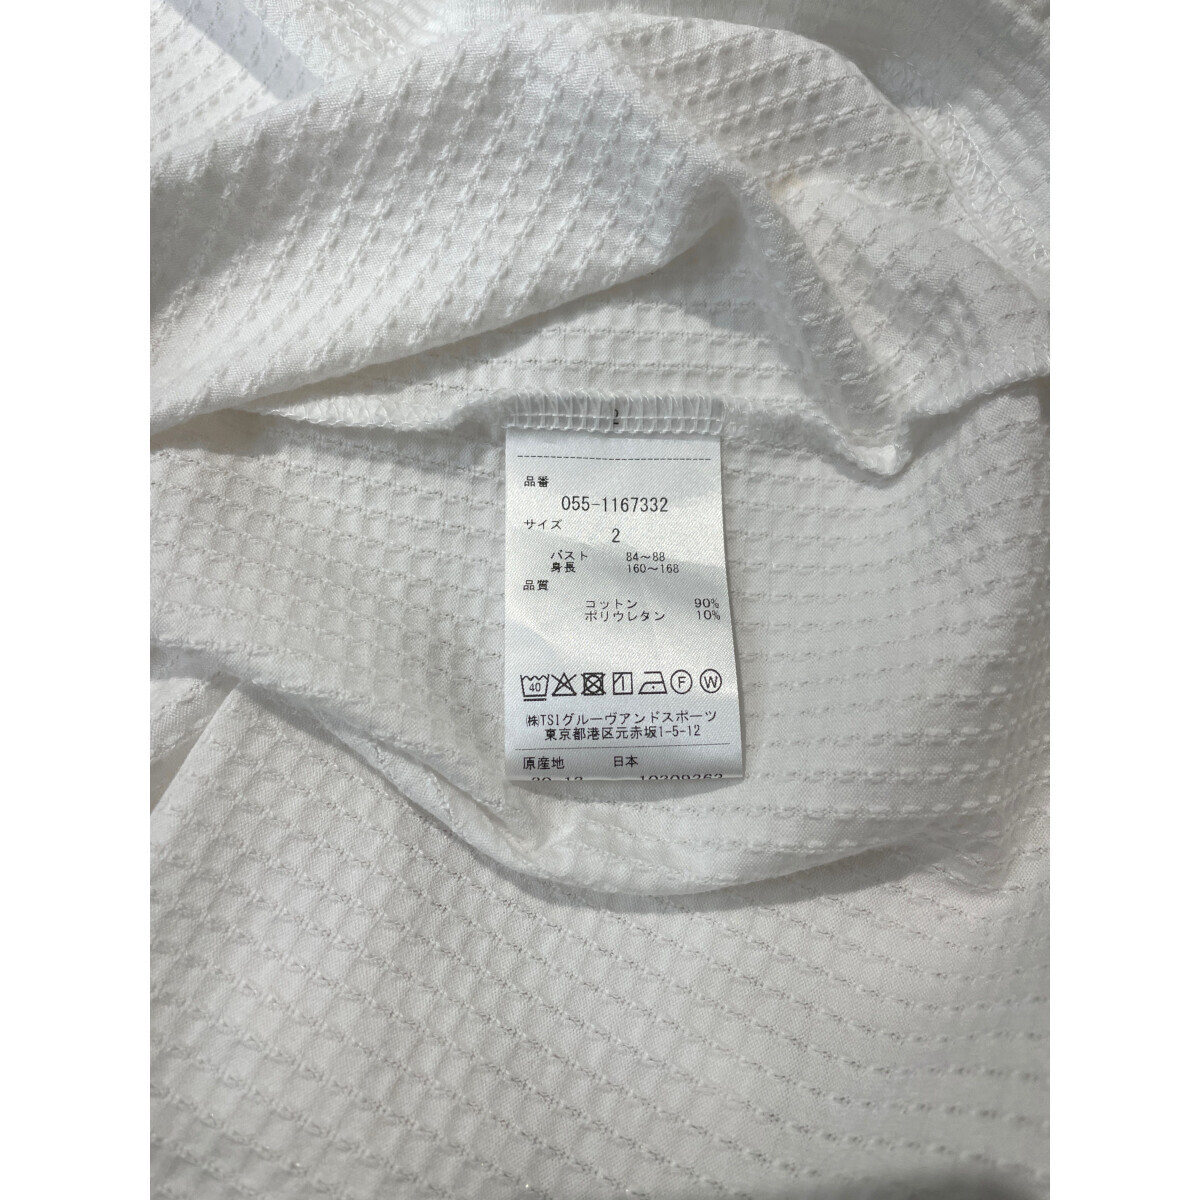 品番
055-1167332
サイズ
2
バスト 84～88
身長 160～168
品質
コットン 90%
ポリウレタン 10%
40 F W
㈱TSIグルーヴアンドスポーツ
東京都港区元赤坂1-5-12
原産地 日本